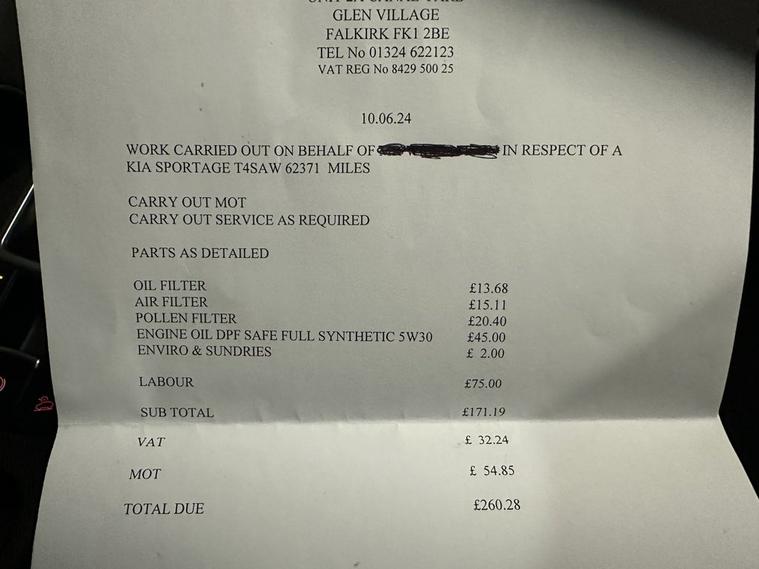 GLEN VILLAGE
FALKIRK FK1 2BE
TEL No 01324 622123
VAT REG No 8429 500 25
10.06.24
WORK CARRIED OUT ON BEHALF OF IN RESPECT OF A
KIA SPORTAGE T4SAW 62371 MILES
CARRY OUT MOT
CARRY OUT SERVICE AS REQUIRED
PARTS AS DETAILED
OIL FILTER £13.68
AIR FILTER £15.11
POLLEN FILTER £20.40
ENGINE OIL DPF SAFE FULL SYNTHETIC 5W30 £45.00
ENVIRO & SUNDRIES £ 2.00
LABOUR £75.00
SUB TOTAL £171.19
VAT £ 32.24
MOT £ 54.85
TOTAL DUE £260.28